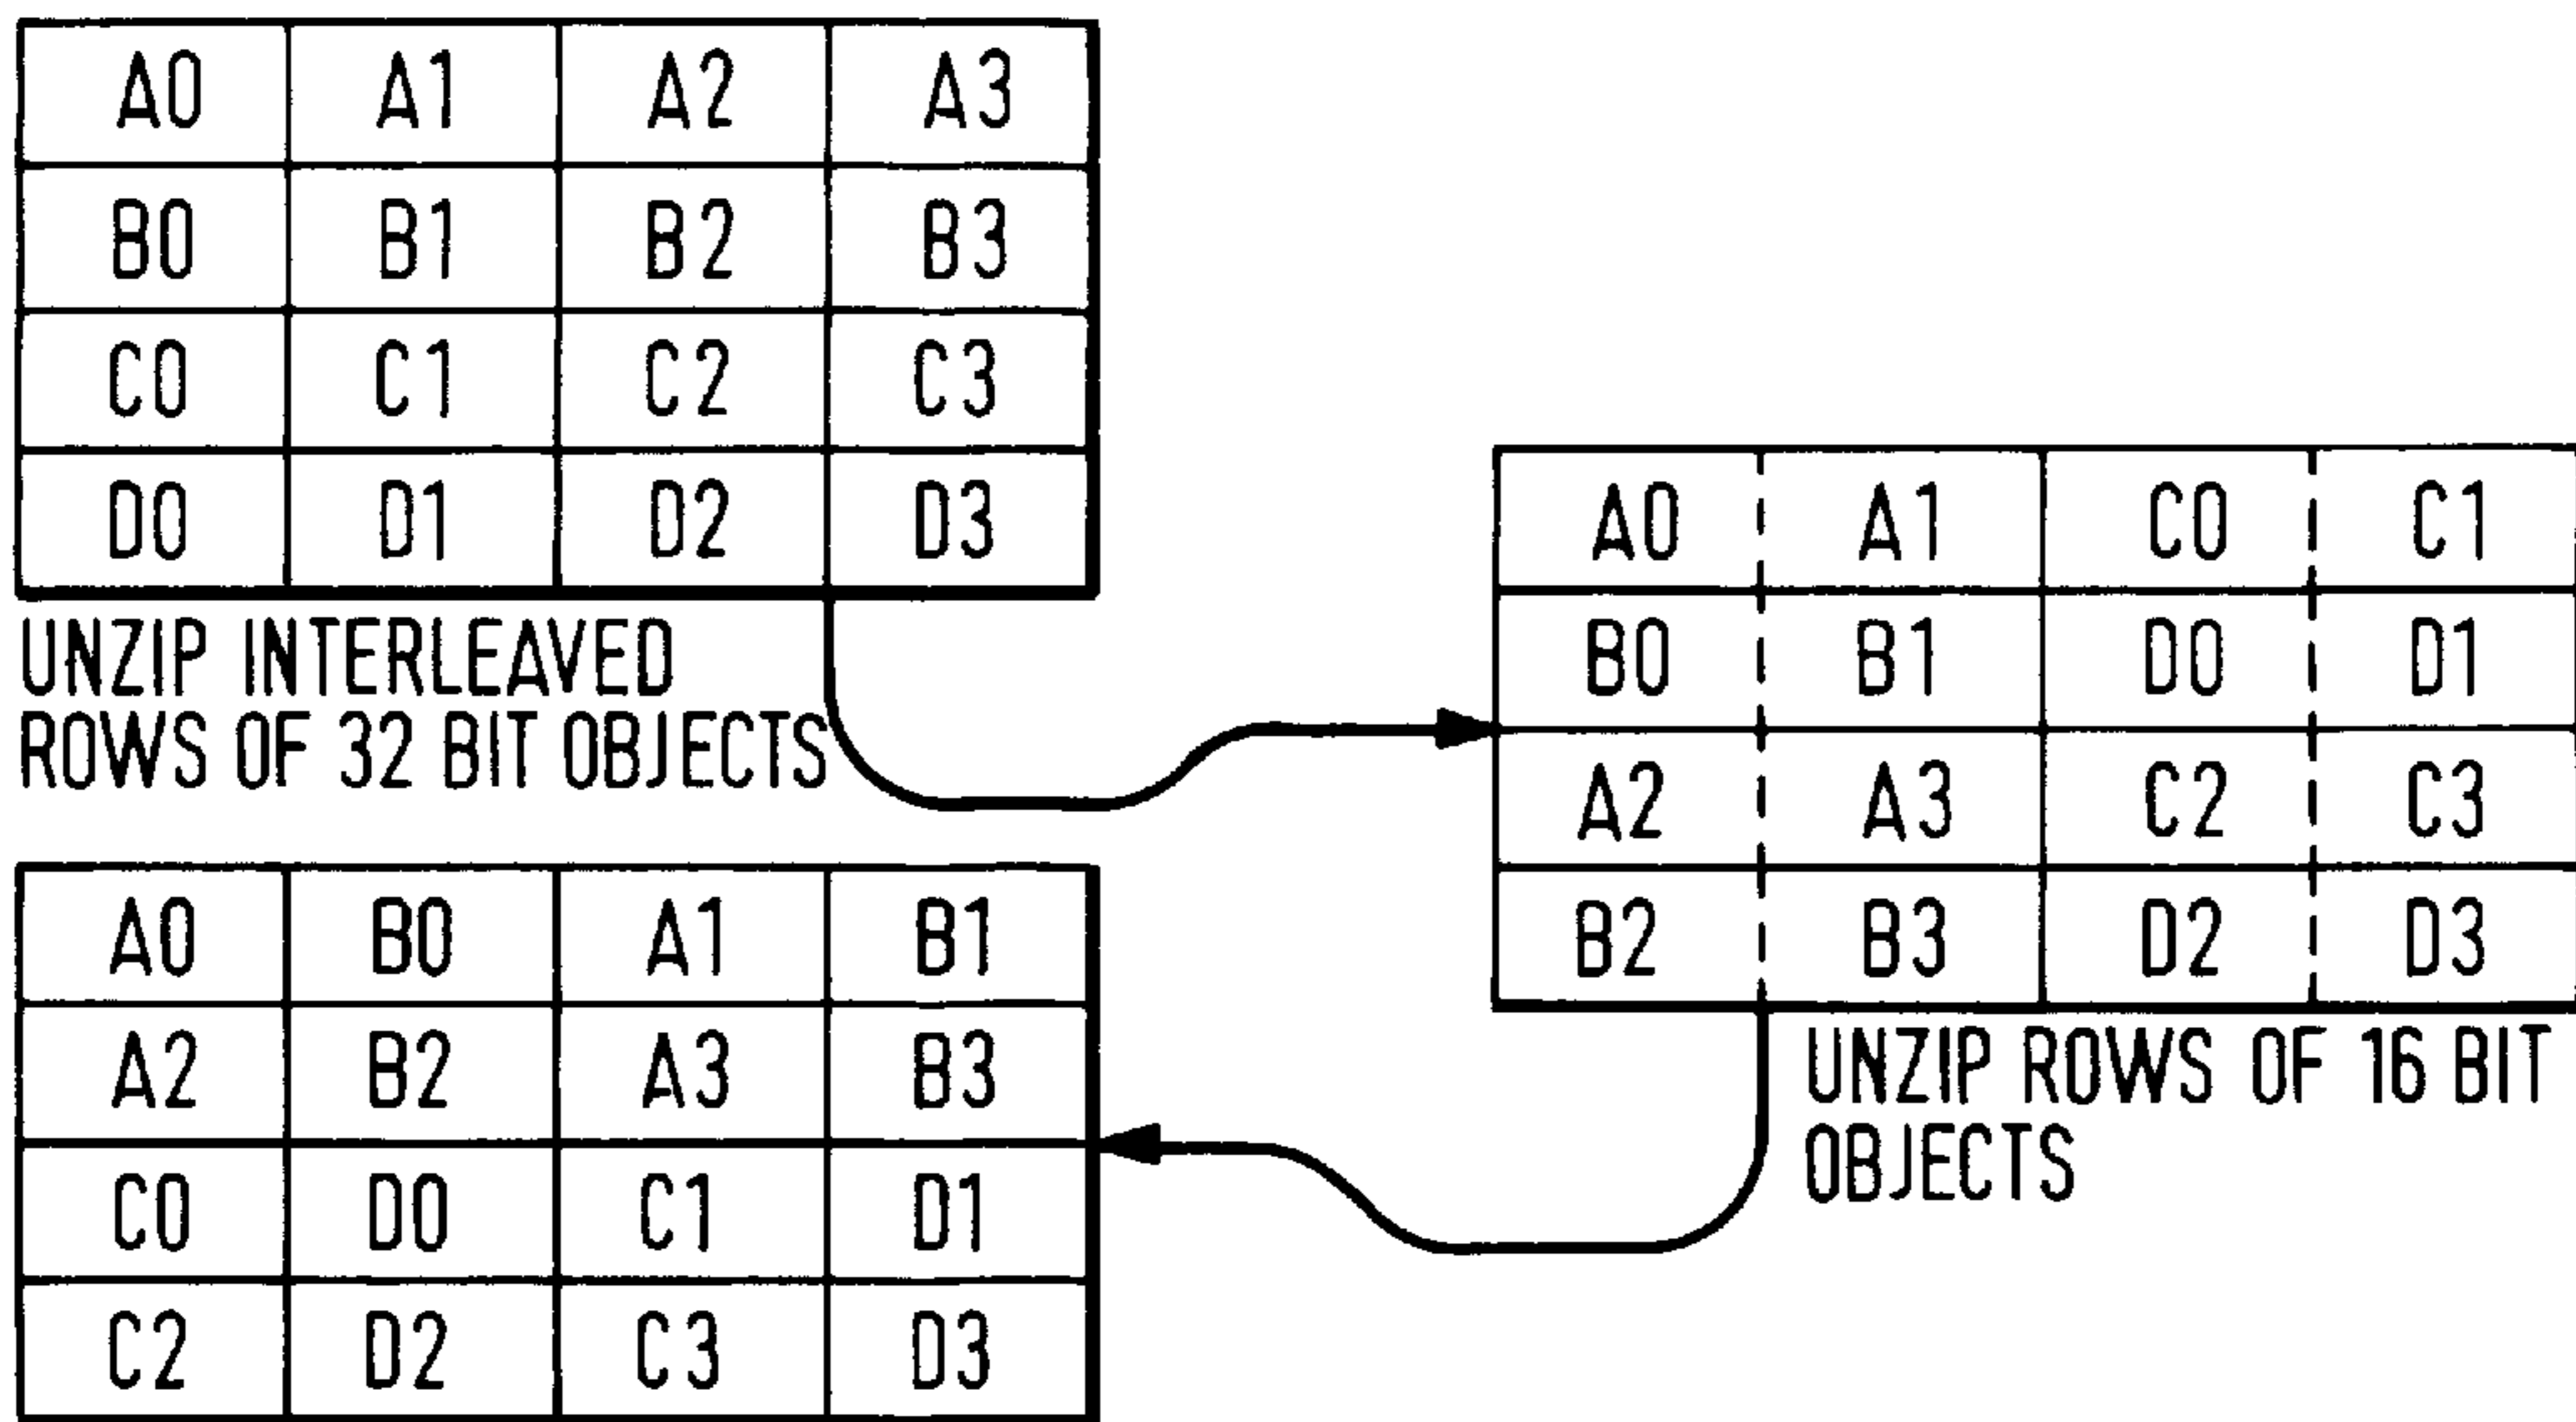 A0 A1 A2 A3
B0 B1 B2 B3
C0 C1 C2 C3
D0 D1 D2 D3
UNZIP INTERLEAVED
ROWS OF 32 BIT OBJECTS
A0 A1 C0 C1
B0 B1 D0 D1
A2 A3 C2 C3
B2 B3 D2 D3
UNZIP ROWS OF 16 BIT
OBJECTS
A0 B0 A1 B1
A2 B2 A3 B3
C0 D0 C1 D1
C2 D2 C3 D3